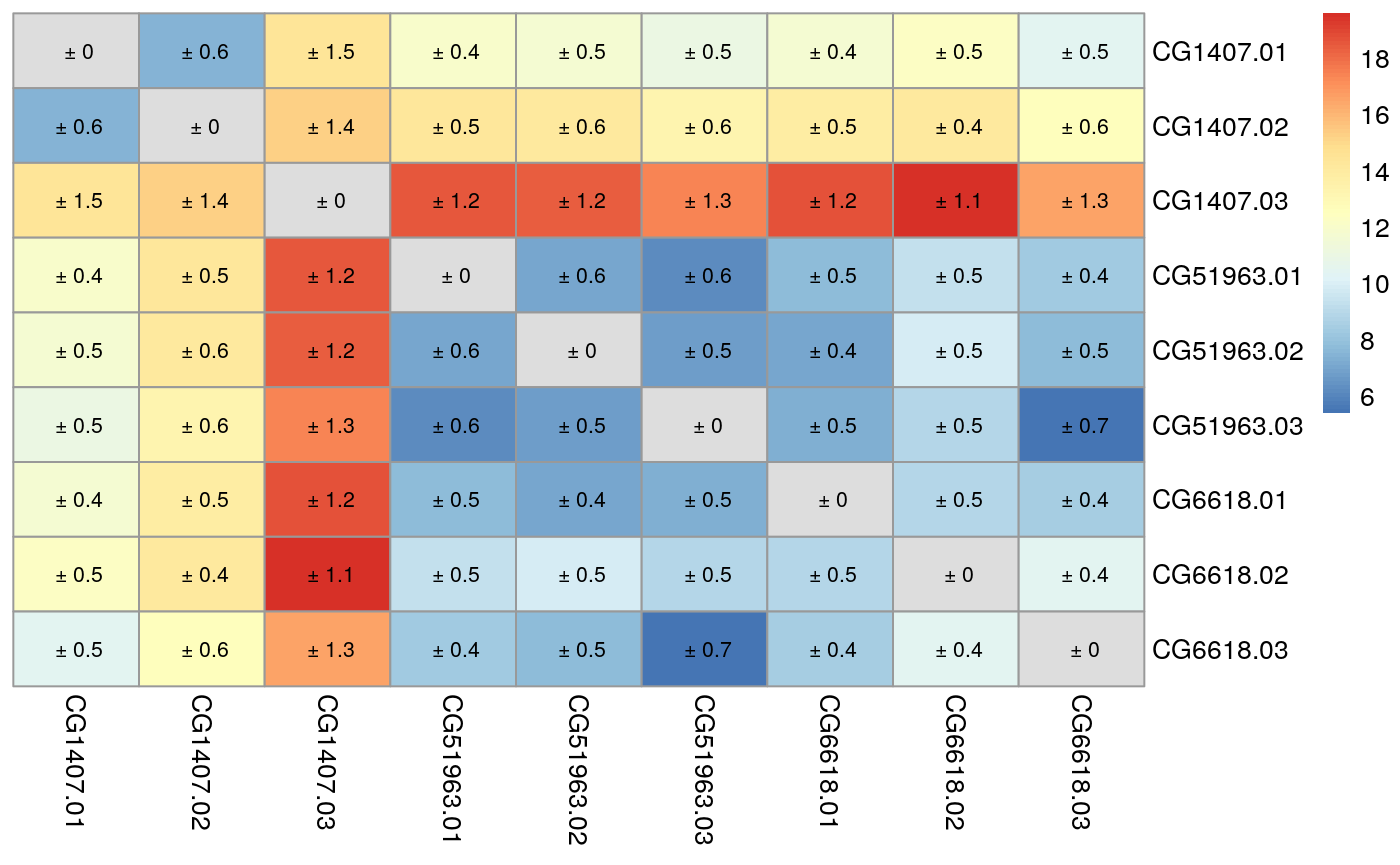 ± 0 ± 0.6 ± 1.5 ± 0.4 ± 0.5 ± 0.5 ± 0.4 ± 0.5 ± 0.5 CG1407.01
± 0.6 ± 0 ± 1.4 ± 0.5 ± 0.6 ± 0.6 ± 0.5 ± 0.4 ± 0.6 CG1407.02
± 1.5 ± 1.4 ± 0 ± 1.2 ± 1.2 ± 1.3 ± 1.2 ± 1.1 ± 1.3 CG1407.03
± 0.4 ± 0.5 ± 1.2 ± 0 ± 0.6 ± 0.6 ± 0.5 ± 0.5 ± 0.4 CG51963.01
± 0.5 ± 0.6 ± 1.2 ± 0.6 ± 0 ± 0.5 ± 0.4 ± 0.5 ± 0.5 CG51963.02
± 0.5 ± 0.6 ± 1.3 ± 0.6 ± 0.5 ± 0 ± 0.5 ± 0.5 ± 0.7 CG51963.03
± 0.4 ± 0.5 ± 1.2 ± 0.5 ± 0.4 ± 0.5 ± 0 ± 0.5 ± 0.4 CG6618.01
± 0.5 ± 0.4 ± 1.1 ± 0.5 ± 0.5 ± 0.5 ± 0.5 ± 0 ± 0.4 CG6618.02
± 0.5 ± 0.6 ± 1.3 ± 0.4 ± 0.5 ± 0.7 ± 0.4 ± 0.4 ± 0 CG6618.03
CG1407.01
CG1407.02
CG1407.03
CG51963.01
CG51963.02
CG51963.03
CG6618.01
CG6618.02
CG6618.03
18
16
14
12
10
8
6